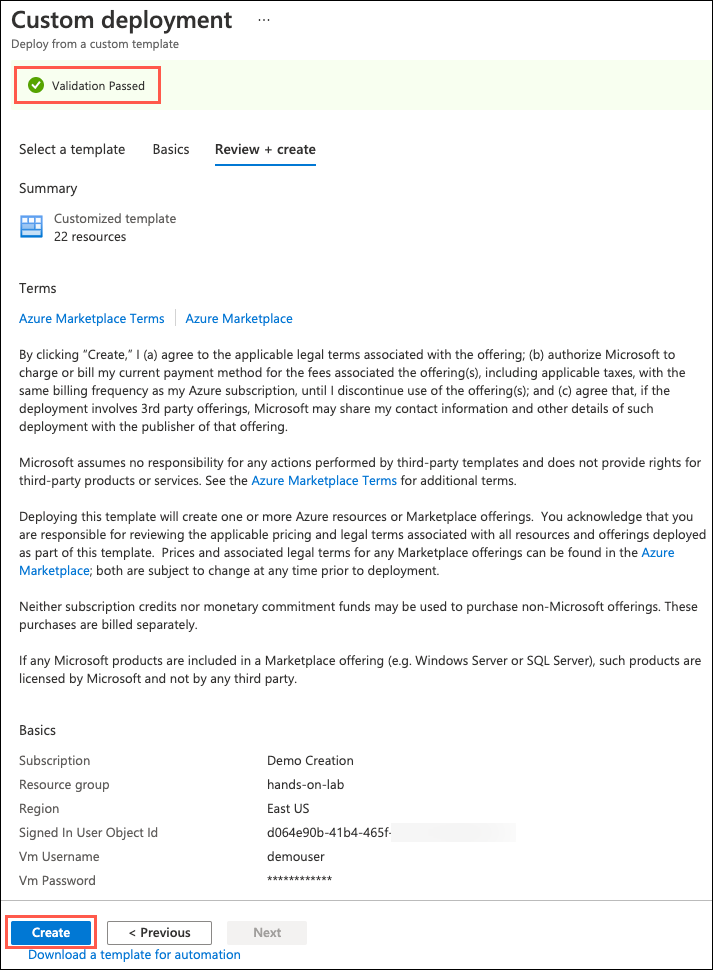 Custom deployment ...
Deploy from a custom template
Validation Passed
Select a template Basics Review + create
Summary
Customized template
22 resources
Terms
Azure Marketplace Terms Azure Marketplace
By clicking “Create,” I (a) agree to the applicable legal terms associated with the offering; (b) authorize Microsoft to
charge or bill my current payment method for the fees associated the offering(s), including applicable taxes, with the
same billing frequency as my Azure subscription, until I discontinue use of the offering(s); and (c) agree that, if the
deployment involves 3rd party offerings, Microsoft may share my contact information and other details of such
deployment with the publisher of that offering.
Microsoft assumes no responsibility for any actions performed by third-party templates and does not provide rights for
third-party products or services. See the Azure Marketplace Terms for additional terms.
Deploying this template will create one or more Azure resources or Marketplace offerings.  You acknowledge that you
are responsible for reviewing the applicable pricing and legal terms associated with all resources and offerings deployed
as part of this template.  Prices and associated legal terms for any Marketplace offerings can be found in the Azure
Marketplace; both are subject to change at any time prior to deployment.
Neither subscription credits nor monetary commitment funds may be used to purchase non-Microsoft offerings. These
purchases are billed separately.
If any Microsoft products are included in a Marketplace offering (e.g. Windows Server or SQL Server), such products are
licensed by Microsoft and not by any third party.
Basics
Subscription Demo Creation
Resource group hands-on-lab
Region East US
Signed In User Object Id d064e90b-41b4-465f-
Vm Username demouser
Vm Password ************
Create < Previous Next
Download a template for automation